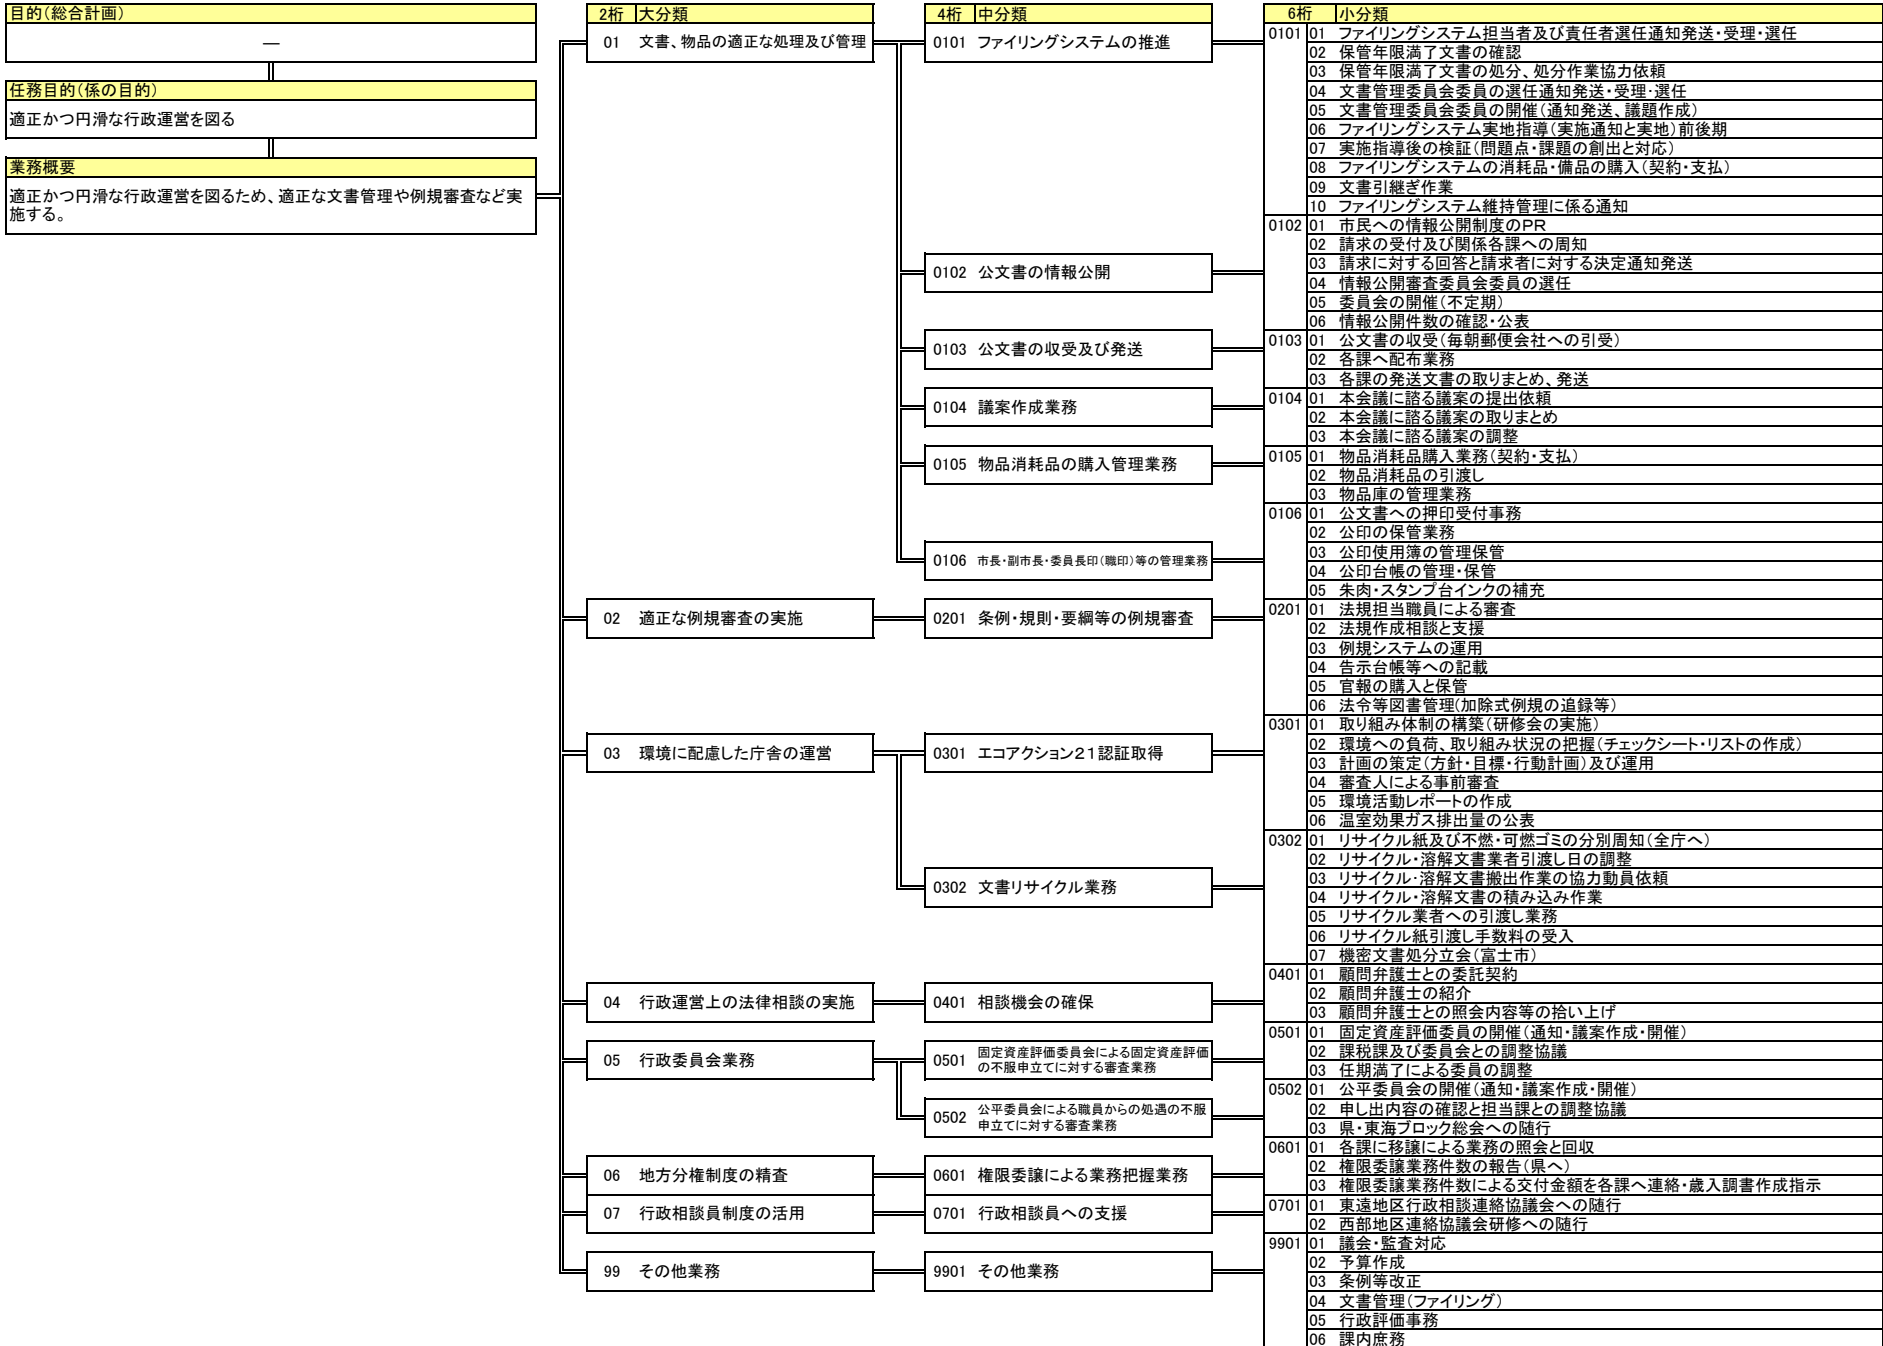 目的(総合計画)
―
任務目的(係の目的)
適正かつ円滑な行政運営を図る
業務概要
適正かつ円滑な行政運営を図るため、適正な文書管理や例規審査など実
施する。
2桁 大分類
01 文書、物品の適正な処理及び管理
02 適正な例規審査の実施
03 環境に配慮した庁舎の運営
04 行政運営上の法律相談の実施
05 行政委員会業務
06 地方分権制度の精査
07 行政相談員制度の活用
99 その他業務
4桁 中分類
0101 ファイリングシステムの推進
0102 公文書の情報公開
0103 公文書の収受及び発送
0104 議案作成業務
0105 物品消耗品の購入管理業務
0106 市長・副市長・委員長印(職印)等の管理業務
0201 条例・規則・要綱等の例規審査
0301 エコアクション21認証取得
0302 文書リサイクル業務
0401 相談機会の確保
0501 固定資産評価委員会による固定資産評価
の不服申立てに対する審査業務
0502 公平委員会による職員からの処遇の不服
申立てに対する審査業務
0601 権限委譲による業務把握業務
0701 行政相談員への支援
9901 その他業務
6桁 小分類
0101 01 ファイリングシステム担当者及び責任者選任通知発送・受理・選任
02 保管年限満了文書の確認
03 保管年限満了文書の処分、処分作業協力依頼
04 文書管理委員会委員の選任通知発送・受理・選任
05 文書管理委員会委員の開催(通知発送、議題作成)
06 ファイリングシステム実地指導(実施通知と実地)前後期
07 実施指導後の検証(問題点・課題の創出と対応)
08 ファイリングシステムの消耗品・備品の購入(契約・支払)
09 文書引継ぎ作業
10 ファイリングシステム維持管理に係る通知
0102 01 市民への情報公開制度のPR
02 請求の受付及び関係各課への周知
03 請求に対する回答と請求者に対する決定通知発送
04 情報公開審査委員会委員の選任
05 委員会の開催(不定期)
06 情報公開件数の確認・公表
0103 01 公文書の収受(毎朝郵便会社への引受)
02 各課へ配布業務
03 各課の発送文書の取りまとめ、発送
0104 01 本会議に諮る議案の提出依頼
02 本会議に諮る議案の取りまとめ
03 本会議に諮る議案の調整
0105 01 物品消耗品購入業務(契約・支払)
02 物品消耗品の引渡し
03 物品庫の管理業務
0106 01 公文書への押印受付事務
02 公印の保管業務
03 公印使用簿の管理保管
04 公印台帳の管理・保管
05 朱肉・スタンプ台インクの補充
0201 01 法規担当職員による審査
02 法規作成相談と支援
03 例規システムの運用
04 告示台帳等への記載
05 官報の購入と保管
06 法令等図書管理(加除式例規の追録等)
0301 01 取り組み体制の構築(研修会の実施)
02 環境への負荷、取り組み状況の把握(チェックシート・リストの作成)
03 計画の策定(方針・目標・行動計画)及び運用
04 審査人による事前審査
05 環境活動レポートの作成
06 温室効果ガス排出量の公表
0302 01 リサイクル紙及び不燃・可燃ゴミの分別周知(全庁へ)
02 リサイクル・溶解文書業者引渡し日の調整
03 リサイクル・溶解文書搬出作業の協力動員依頼
04 リサイクル・溶解文書の積み込み作業
05 リサイクル業者への引渡し業務
06 リサイクル紙引渡し手数料の受入
07 機密文書処分立会(富士市)
0401 01 顧問弁護士との委託契約
02 顧問弁護士の紹介
03 顧問弁護士との照会内容等の拾い上げ
0501 01 固定資産評価委員の開催(通知・議案作成・開催)
02 課税課及び委員会との調整協議
03 任期満了による委員の調整
0502 01 公平委員会の開催(通知・議案作成・開催)
02 申し出内容の確認と担当課との調整協議
03 県・東海ブロック総会への随行
0601 01 各課に移譲による業務の照会と回収
02 権限委譲業務件数の報告(県へ)
03 権限委譲業務件数による交付金額を各課へ連絡・歳入調書作成指示
0701 01 東遠地区行政相談連絡協議会への随行
02 西部地区連絡協議会研修への随行
9901 01 議会・監査対応
02 予算作成
03 条例等改正
04 文書管理(ファイリング)
05 行政評価事務
06 課内庶務